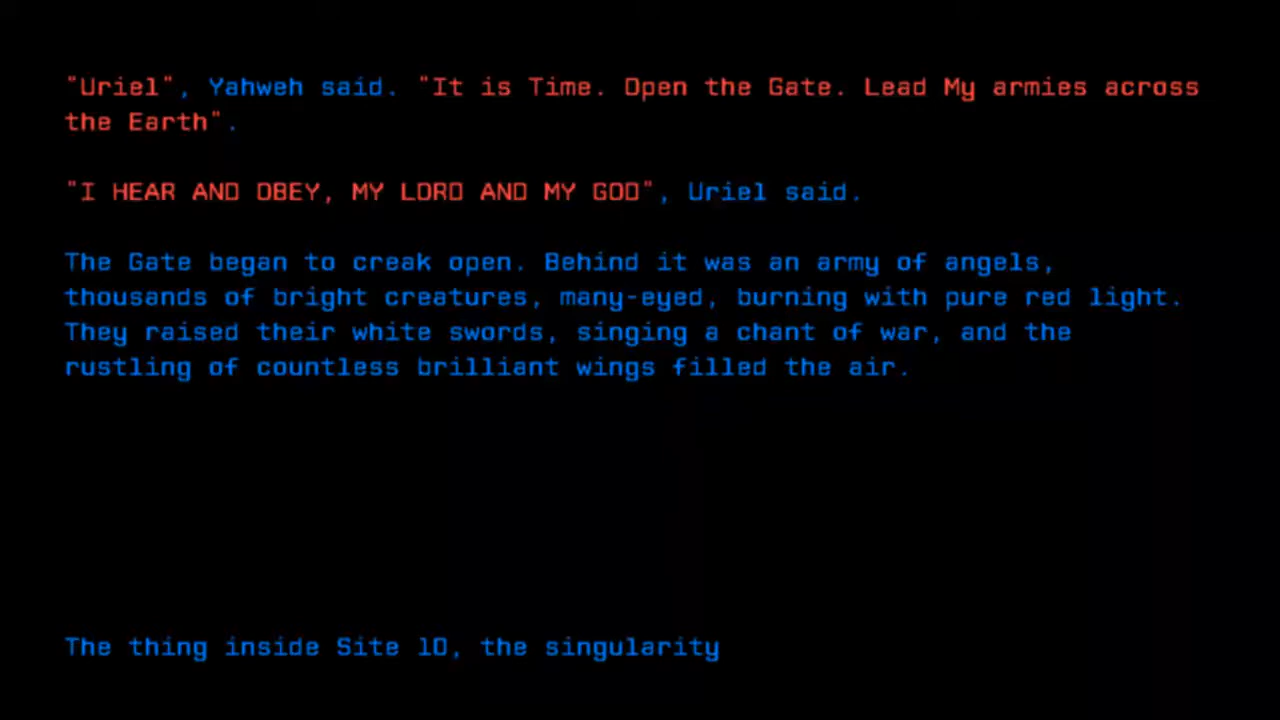 "Uriel", Yahweh said. "It is Time. Open the Gate. Lead My armies across
the Earth".
"I HEAR AND OBEY, MY LORD AND MY GOD", Uriel said.
The Gate began to creak open. Behind it was an army of angels,
thousands of bright creatures, many-eyed, burning with pure red light.
They raised their white swords, singing a chant of war, and the
rustling of countless brilliant wings filled the air.
The thing inside Site 10, the singularity